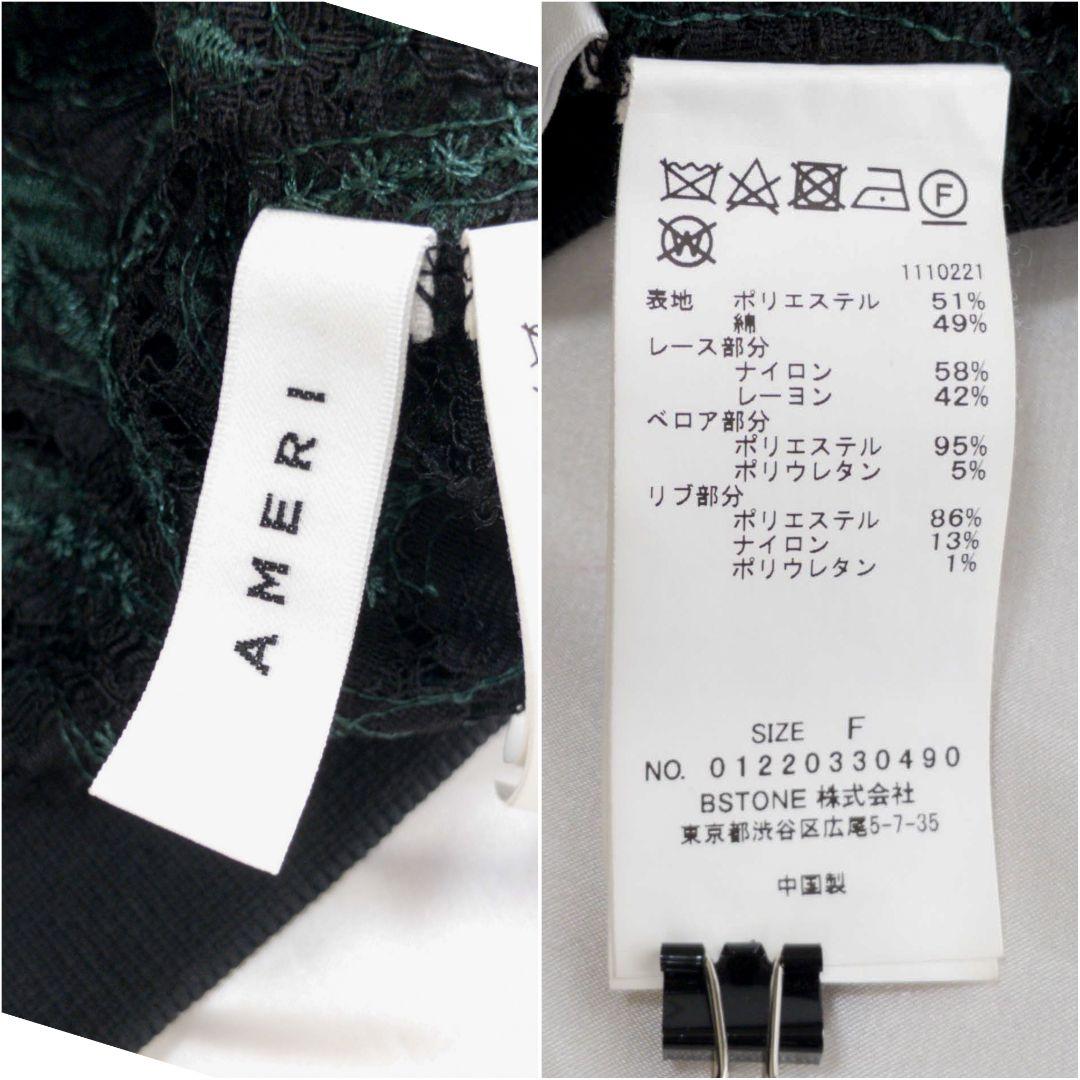 AMERI
F
W
1110221
表地 ポリエステル 51%
綿 49%
レース部分
ナイロン 58%
レーヨン 42%
ベロア部分
ポリエステル 95%
ポリウレタン 5%
リブ部分
ポリエステル 86%
ナイロン 13%
ポリウレタン 1%
SIZE F
NO. 01220330490
BSTONE 株式会社
東京都渋谷区広尾5-7-35
中国製